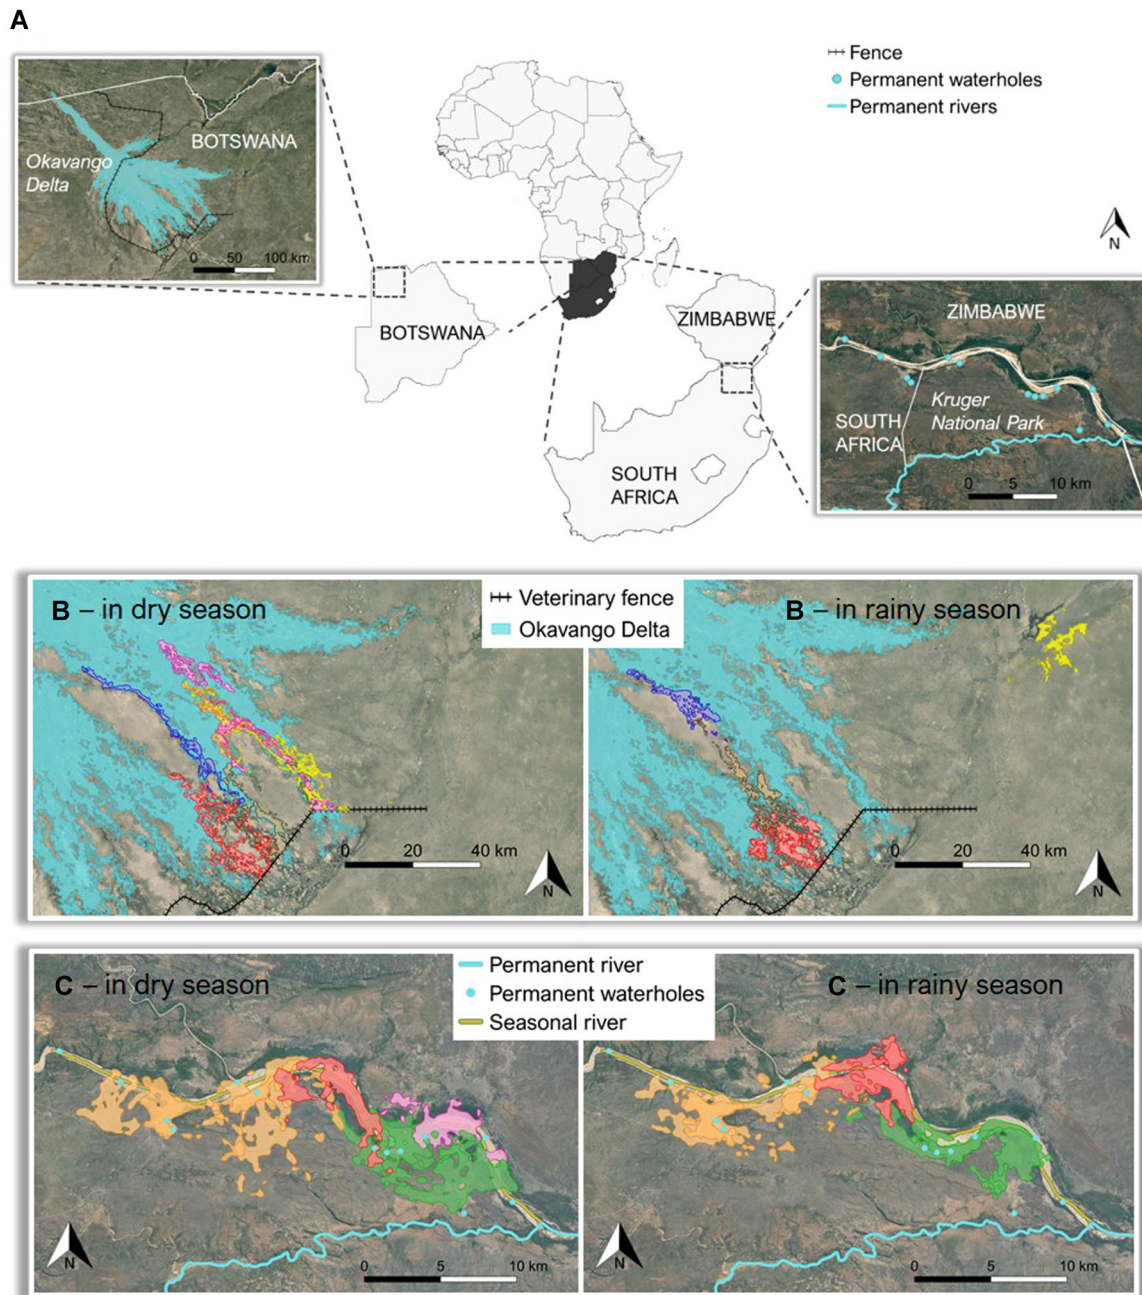 A
Fence
Permanent waterholes
Permanent rivers
BOTSWANA
Okavango
Delta
0 50 100 km
N
BOTSWANA
ZIMBABWE
SOUTH
AFRICA
ZIMBABWE
Kruger
National Park
SOUTH
AFRICA
0 5 10 km
B – in dry season
Veterinary fence
Okavango Delta
B – in rainy season
0 20 40 km
N
0 20 40 km
N
C – in dry season
Permanent river
Permanent waterholes
Seasonal river
C – in rainy season
N
0 5 10 km
N
0 5 10 km